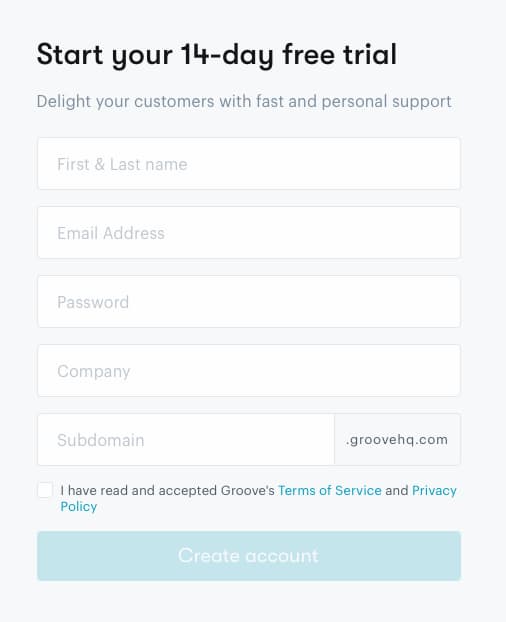 Start your 14-day free trial
Delight your customers with fast and personal support
First & Last name
Email Address
Password
Company
Subdomain .groovehq.com
I have read and accepted Groove's Terms of Service and Privacy
Policy
Create account